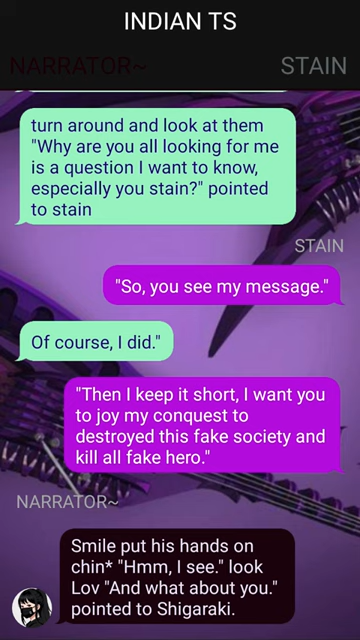 INDIAN TS
NARRATOR~
STAIN
turn around and look at them
"Why are you all looking for me
is a question I want to know,
especially you stain?" pointed
to stain
STAIN
"So, you see my message."
Of course, I did."
"Then I keep it short, I want you
to joy my conquest to
destroyed this fake society and
kill all fake hero."
NARRATOR~
Smile put his hands on
chin* "Hmm, I see." look
Lov "And what about you."
pointed to Shigaraki.